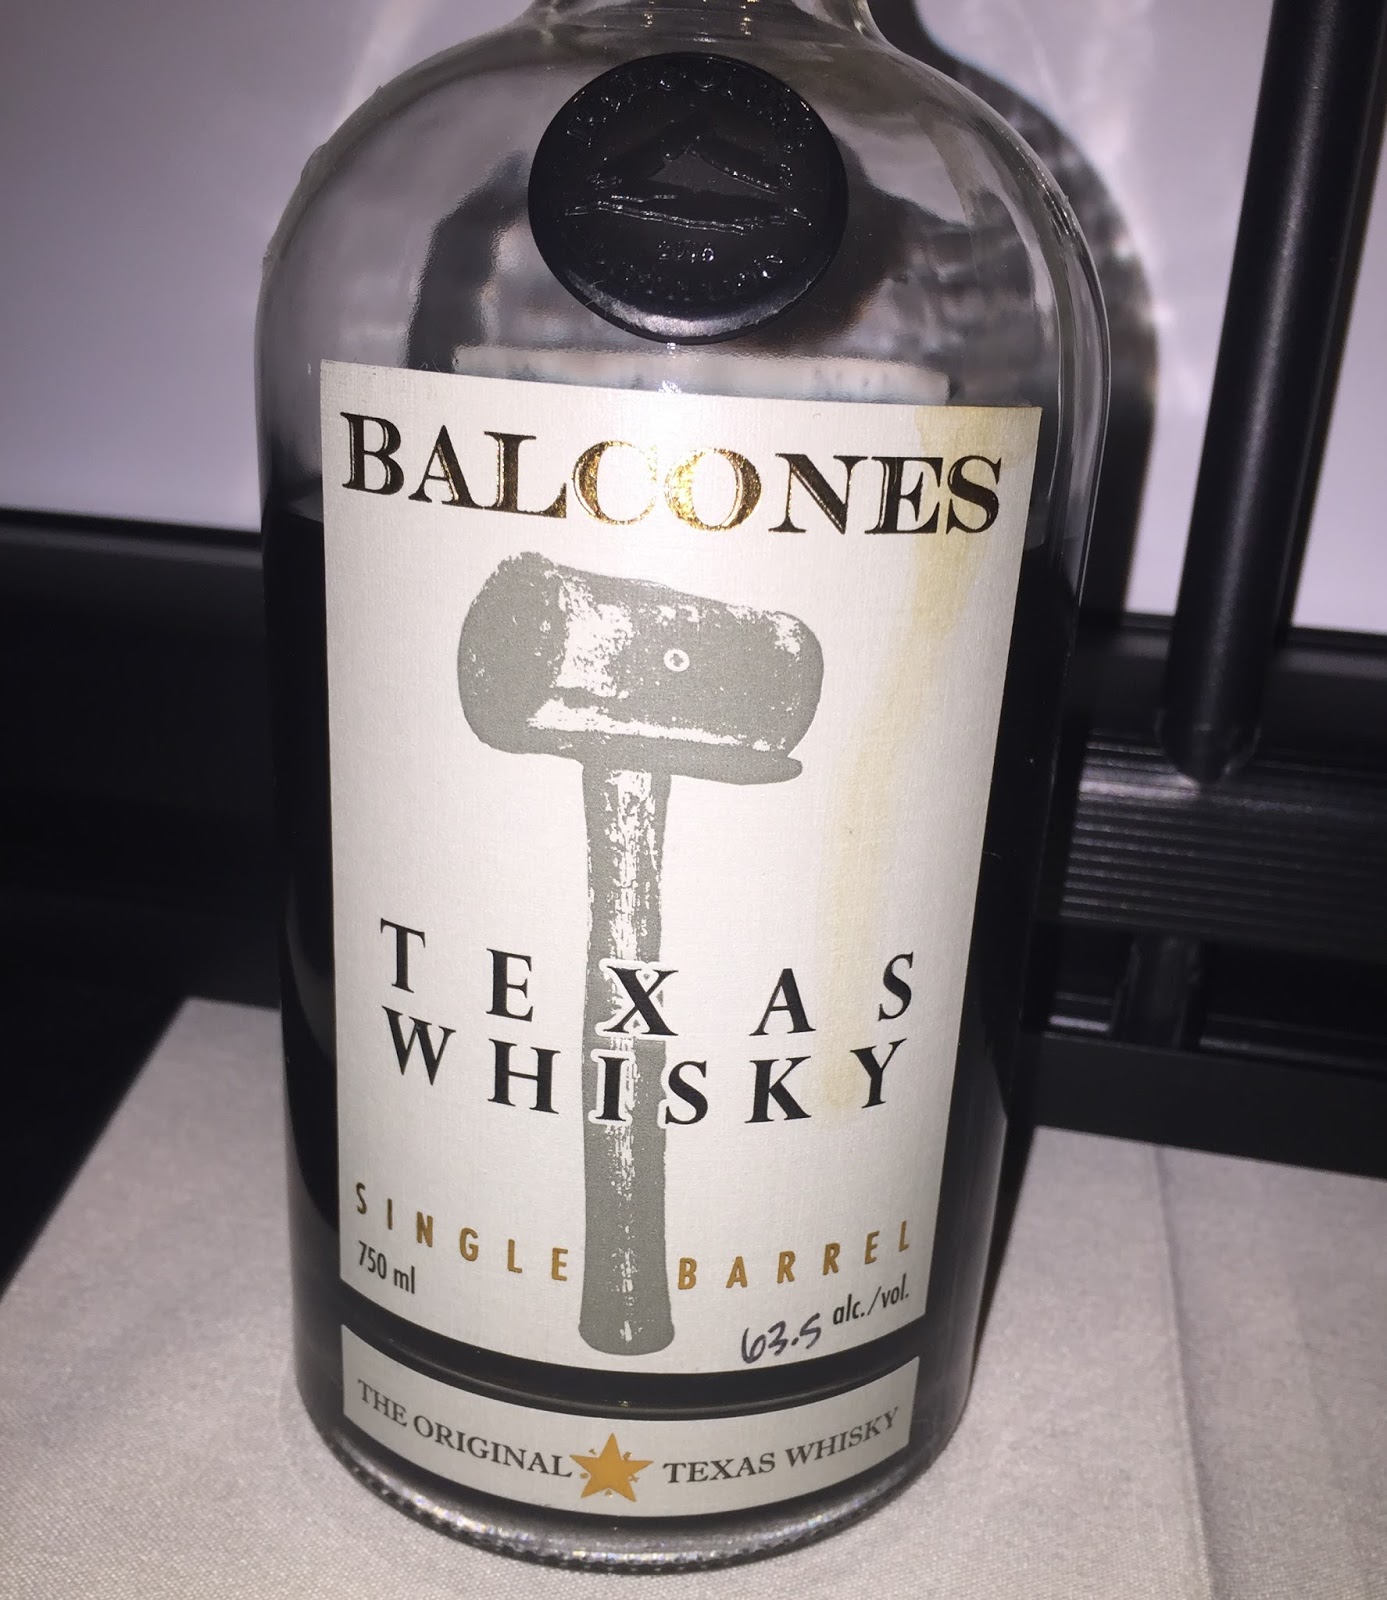 BALCONES
TEXAS
WHISKY
SINGLE BARREL
750 ml
63.5 alc./vol.
THE ORIGINAL TEXAS WHISKY